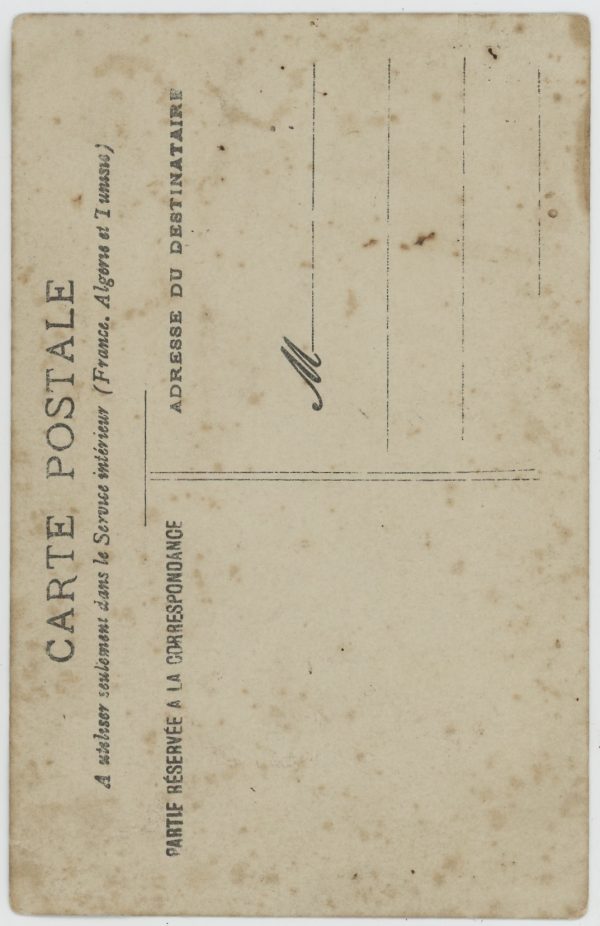 CARTE POSTALE
A utiliser seulement dans le Service intérieur (France, Algérie et Tunisie)
PARTIE RÉSERVÉE A LA CORRESPONDANCE
ADRESSE DU DESTINATAIRE
M